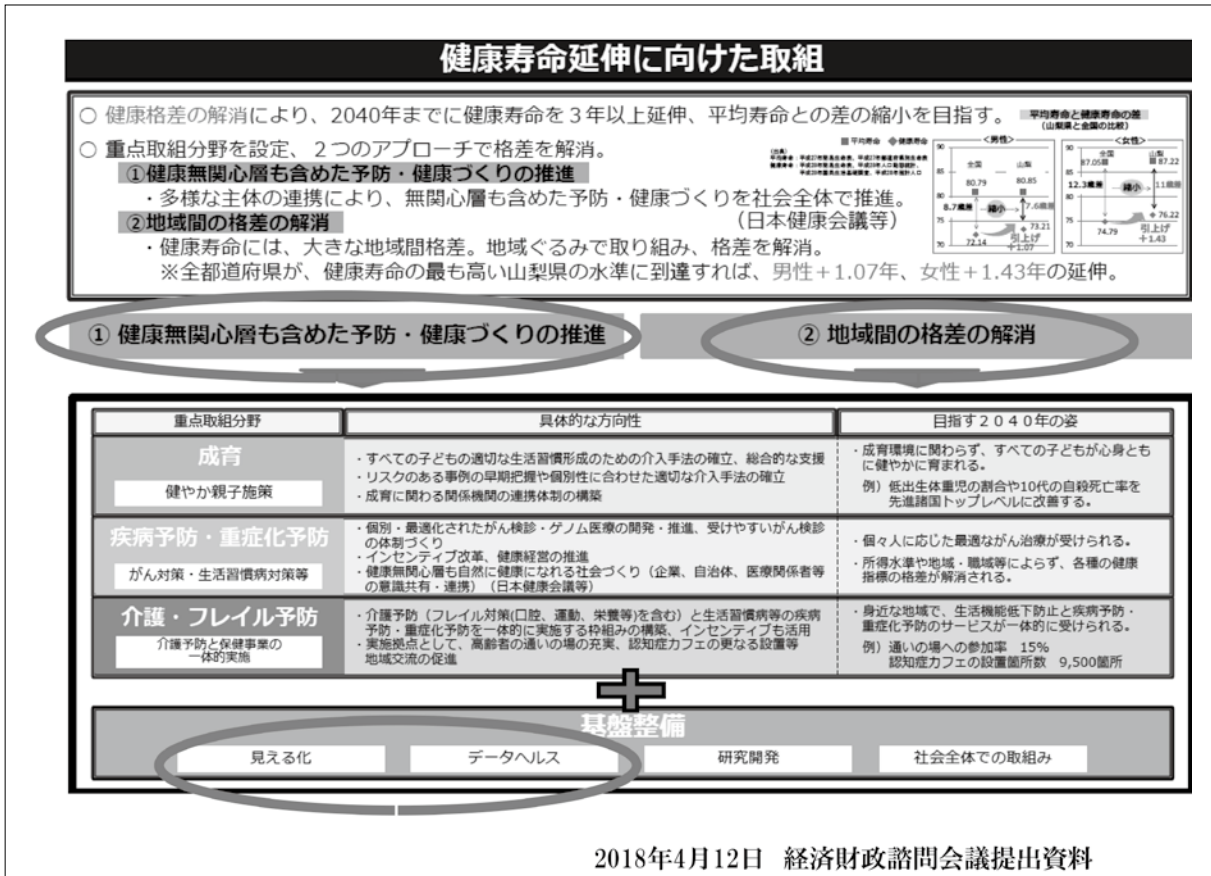 健康寿命延伸に向けた取組
○ 健康格差の解消により、2040年までに健康寿命を３年以上延伸、平均寿命との差の縮小を目指す。
○ 重点取組分野を設定、２つのアプローチで格差を解消。
①健康無関心層も含めた予防・健康づくりの推進
・多様な主体の連携により、無関心層も含めた予防・健康づくりを社会全体で推進。
（日本健康会議等）
②地域間の格差の解消
・健康寿命には、大きな地域間格差。地域ぐるみで取り組み、格差を解消。
※全都道府県が、健康寿命の最も高い山梨県の水準に到達すれば、男性＋1.07年、女性＋1.43年の延伸。
平均寿命と健康寿命の差
（山梨県と全国の比較）
■ 平均寿命 ◆健康寿命
＜男性＞
90
85
80
75
70
全国
山梨
80.79
80.85
8.7歳差
縮小
7.6歳差
72.14
73.21
引上げ
＋1.07
＜女性＞
90
85
80
75
70
全国
山梨
87.05
87.22
12.3歳差
縮小
11歳差
74.79
76.22
引上げ
＋1.43
① 健康無関心層も含めた予防・健康づくりの推進
② 地域間の格差の解消
重点取組分野
具体的な方向性
目指す２０４０年の姿
成育
健やか親子施策
・すべての子どもの適切な生活習慣形成のための介入手法の確立、総合的な支援
・リスクのある事例の早期把握や個別性に合わせた適切な介入手法の確立
・成育に関わる関係機関の連携体制の構築
・成育環境に関わらず、すべての子どもが心身とも
に健やかに育まれる。
例）低出生体重児の割合や10代の自殺死亡率を
先進諸国トップレベルに改善する。
疾病予防・重症化予防
がん対策・生活習慣病対策等
・個別・最適化されたがん検診・ゲノム医療の開発・推進、受けやすいがん検診
の体制づくり
・インセンティブ改革、健康経営の推進
・健康無関心層も自然に健康になれる社会づくり（企業、自治体、医療関係者等
の意識共有・連携）（日本健康会議等）
・個々人に応じた最適ながん治療が受けられる。
・所得水準や地域・職域等によらず、各種の健康
指標の格差が解消される。
介護・フレイル予防
介護予防と保健事業の
一体的実施
・介護予防（フレイル対策(口腔、運動、栄養等)を含む）と生活習慣病等の疾病
予防・重症化予防を一体的に実施する枠組みの構築、インセンティブも活用
・実施拠点として、高齢者の通いの場の充実、認知症カフェの更なる設置等
地域交流の促進
・身近な地域で、生活機能低下防止と疾病予防・
重症化予防のサービスが一体的に受けられる。
例）通いの場への参加率 15%
認知症カフェの設置箇所数 9,500箇所
基盤整備
見える化
データヘルス
研究開発
社会全体での取組み
2018年4月12日 経済財政諮問会議提出資料